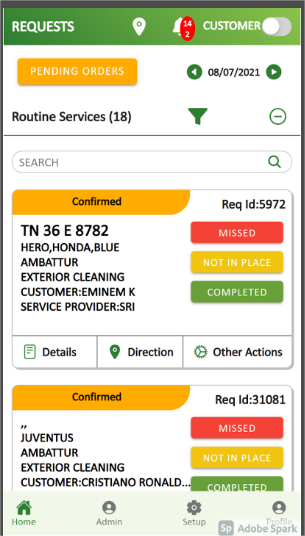 REQUESTS
142
CUSTOMER
PENDING ORDERS
08/07/2021
Routine Services (18)
SEARCH
Confirmed
Req Id:5972
TN 36 E 8782
HERO,HONDA,BLUE
AMBATTUR
EXTERIOR CLEANING
CUSTOMER:EMINEM K
SERVICE PROVIDER:SRI
MISSED
NOT IN PLACE
COMPLETED
Details
Direction
Other Actions
Confirmed
Req Id:31081
,,
JUVENTUS
AMBATTUR
EXTERIOR CLEANING
CUSTOMER:CRISTIANO RONALD...
MISSED
NOT IN PLACE
COMPLETED
Home
Admin
Setup
Profile
Sp Adobe Spark